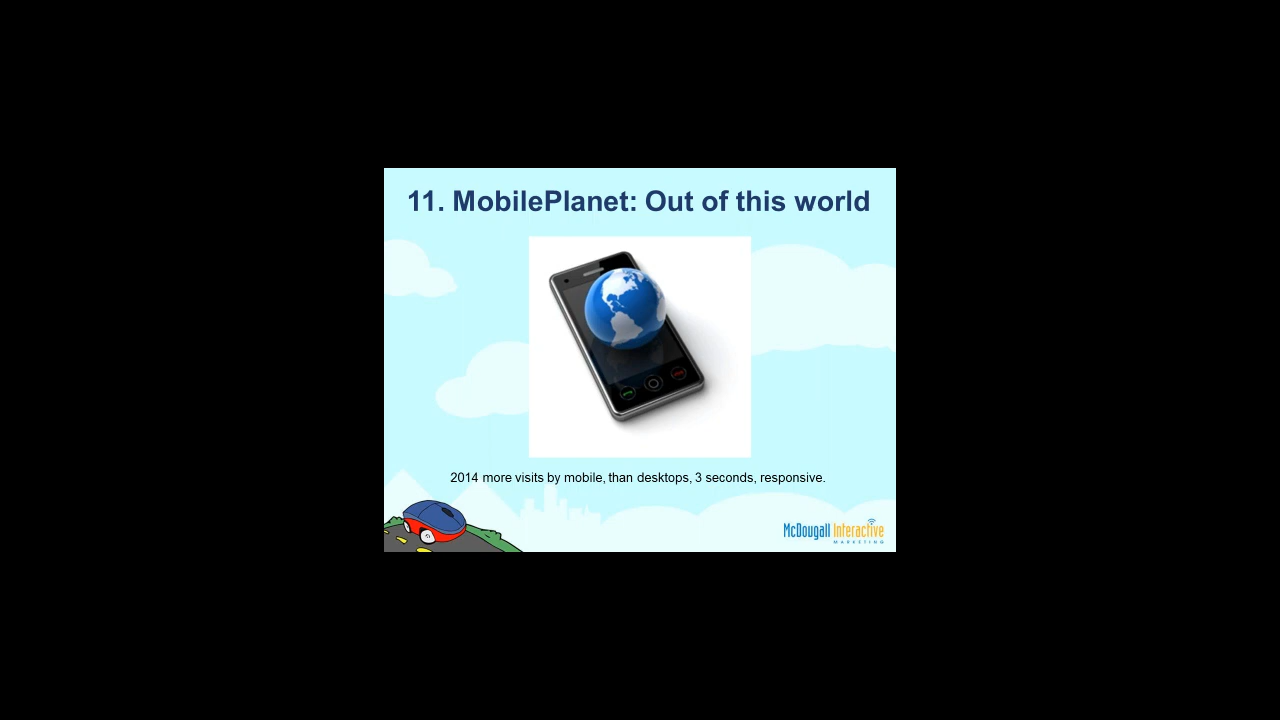 11. MobilePlanet: Out of this world
2014 more visits by mobile, than desktops, 3 seconds, responsive.
McDougall Interactive
MARKETING